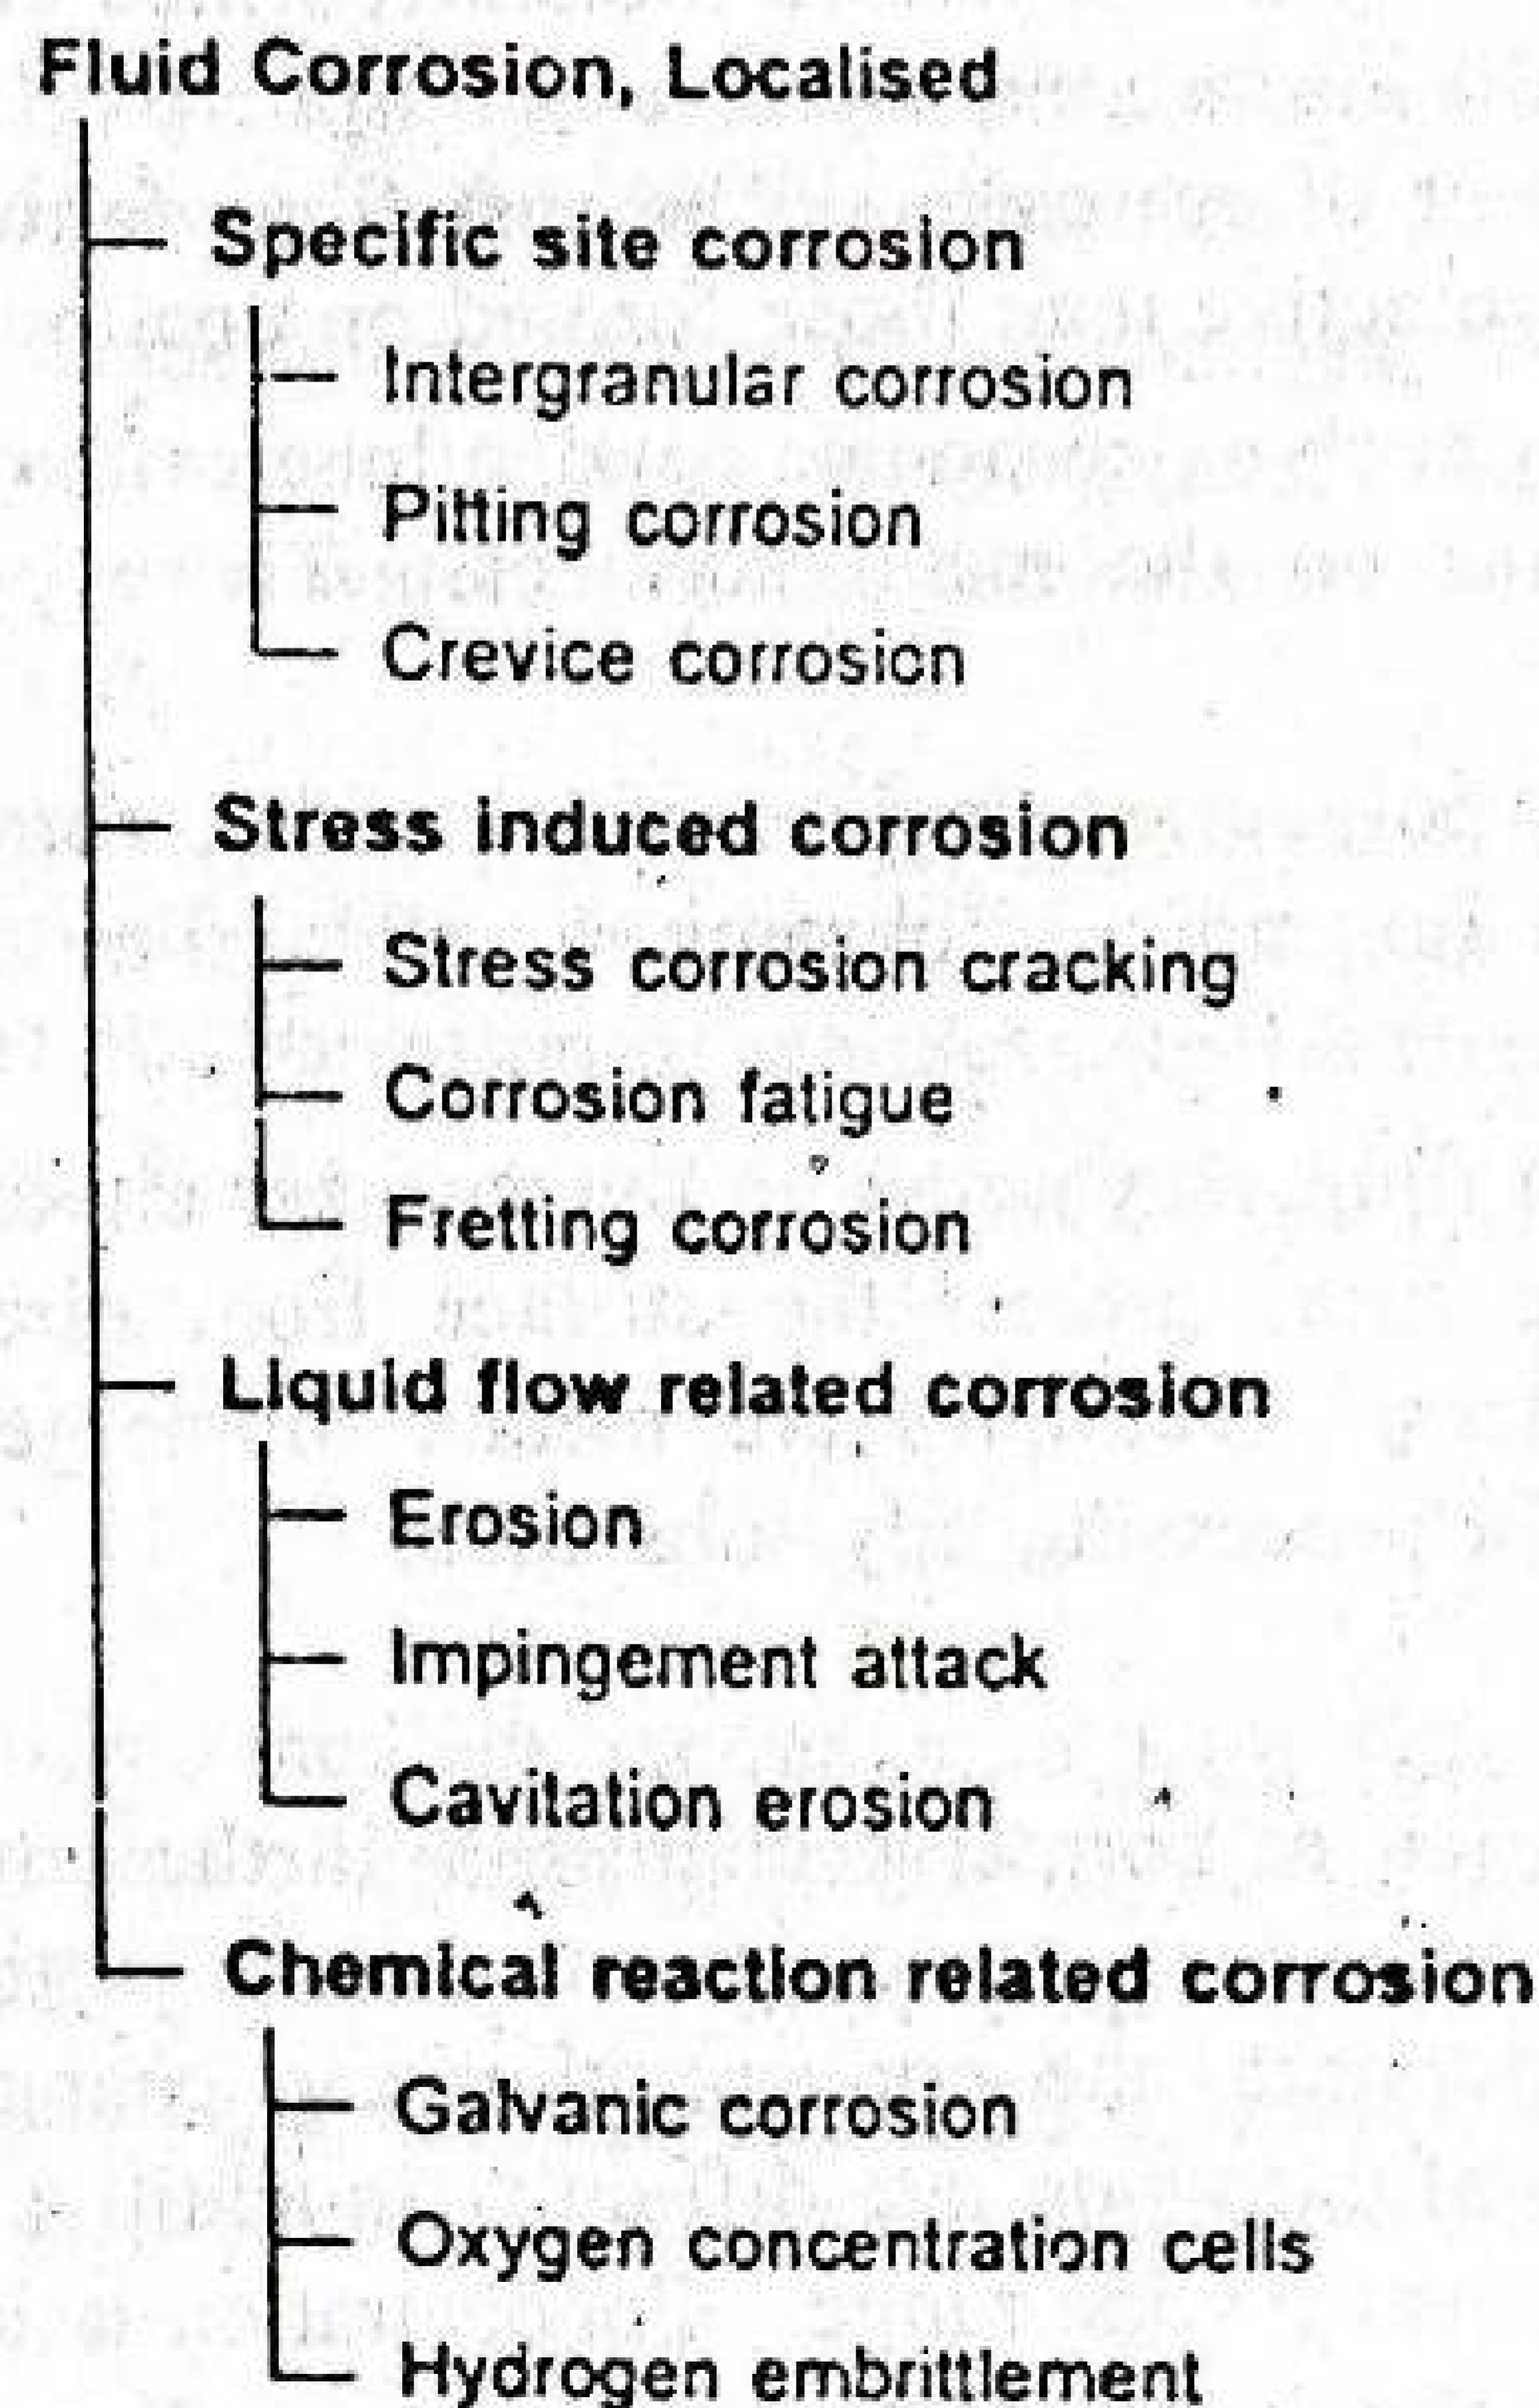 Fluid Corrosion, Localised
Specific site corrosion
Intergranular corrosion
Pitting corrosion
Crevice corrosion
Stress induced corrosion
Stress corrosion cracking
Corrosion fatigue
Fretting corrosion
Liquid flow related corrosion
Erosion
Impingement attack
Cavitation erosion
Chemical reaction related corrosion
Galvanic corrosion
Oxygen concentration cells
Hydrogen embrittlement